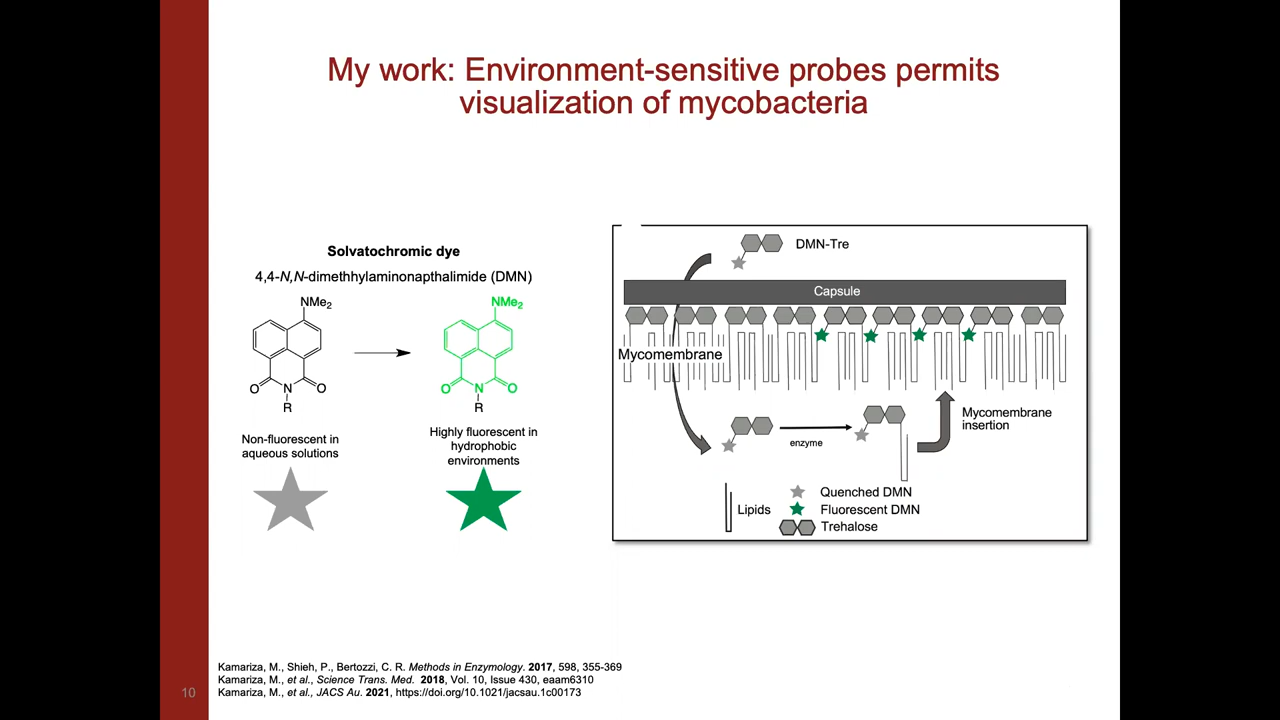 My work: Environment-sensitive probes permits
visualization of mycobacteria
Solvatochromic dye
4,4-N,N-dimethhylaminonapthalimide (DMN)
NMe2
O
N
O
R
NMe2
O
N
O
R
Non-fluorescent in
aqueous solutions
Highly fluorescent in
hydrophobic
environments
DMN-Tre
Capsule
Mycomembrane
enzyme
Mycomembrane
insertion
Lipids
Quenched DMN
Fluorescent DMN
Trehalose
Kamariza, M., Shieh, P., Bertozzi, C. R. Methods in Enzymology. 2017, 598, 355-369
Kamariza, M., et al., Science Trans. Med. 2018, Vol. 10, Issue 430, eaam6310
Kamariza, M., et al., JACS Au. 2021, https://doi.org/10.1021/jacsau.1c00173
10